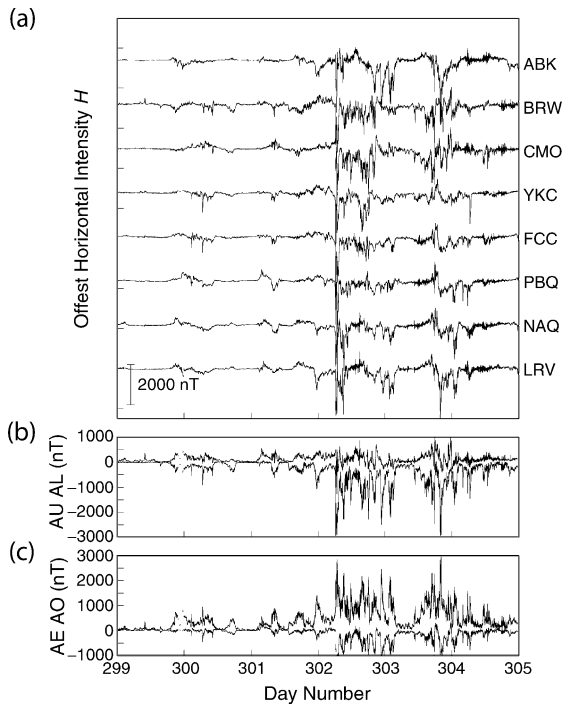 (a)
Offest Horizontal Intensity H
ABK
BRW
CMO
YKC
FCC
PBQ
NAQ
LRV
2000 nT
(b)
AU AL (nT)
1000
0
−1000
−2000
−3000
(c)
AE AO (nT)
3000
2000
1000
0
−1000
299 300 301 302 303 304 305
Day Number